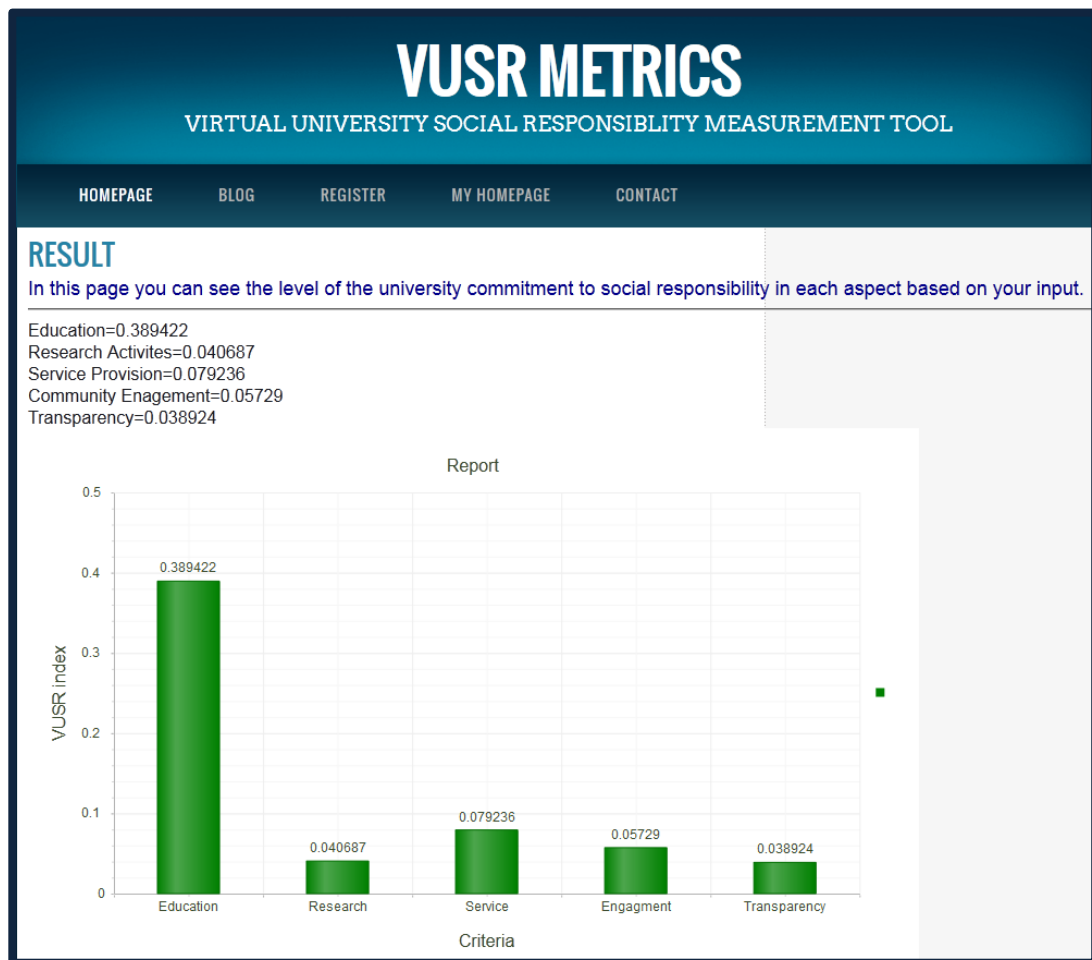 VUSR METRICS
VIRTUAL UNIVERSITY SOCIAL RESPONSIBLITY MEASUREMENT TOOL
HOMEPAGE BLOG REGISTER MY HOMEPAGE CONTACT
RESULT
In this page you can see the level of the university commitment to social responsibility in each aspect based on your input.
Education=0.389422
Research Activites=0.040687
Service Provision=0.079236
Community Enagement=0.05729
Transparency=0.038924
Report
0.5
0.4
0.3
0.2
0.1
0
VUSR index
0.389422
0.040687
0.079236
0.05729
0.038924
Education Research Service Engagment Transparency
Criteria